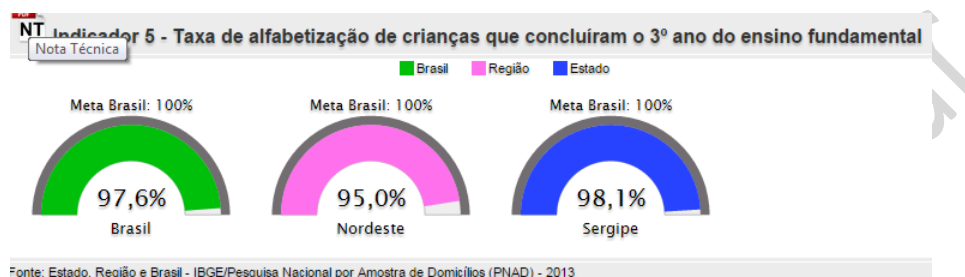 NT Indicador 5 - Taxa de alfabetização de crianças que concluíram o 3º ano do ensino fundamental
Nota Técnica
Brasil Região Estado
Meta Brasil: 100% Meta Brasil: 100% Meta Brasil: 100%
97,6% 95,0% 98,1%
Brasil Nordeste Sergipe
Fonte: Estado, Região e Brasil - IBGE/Pesquisa Nacional por Amostra de Domicílios (PNAD) - 2013